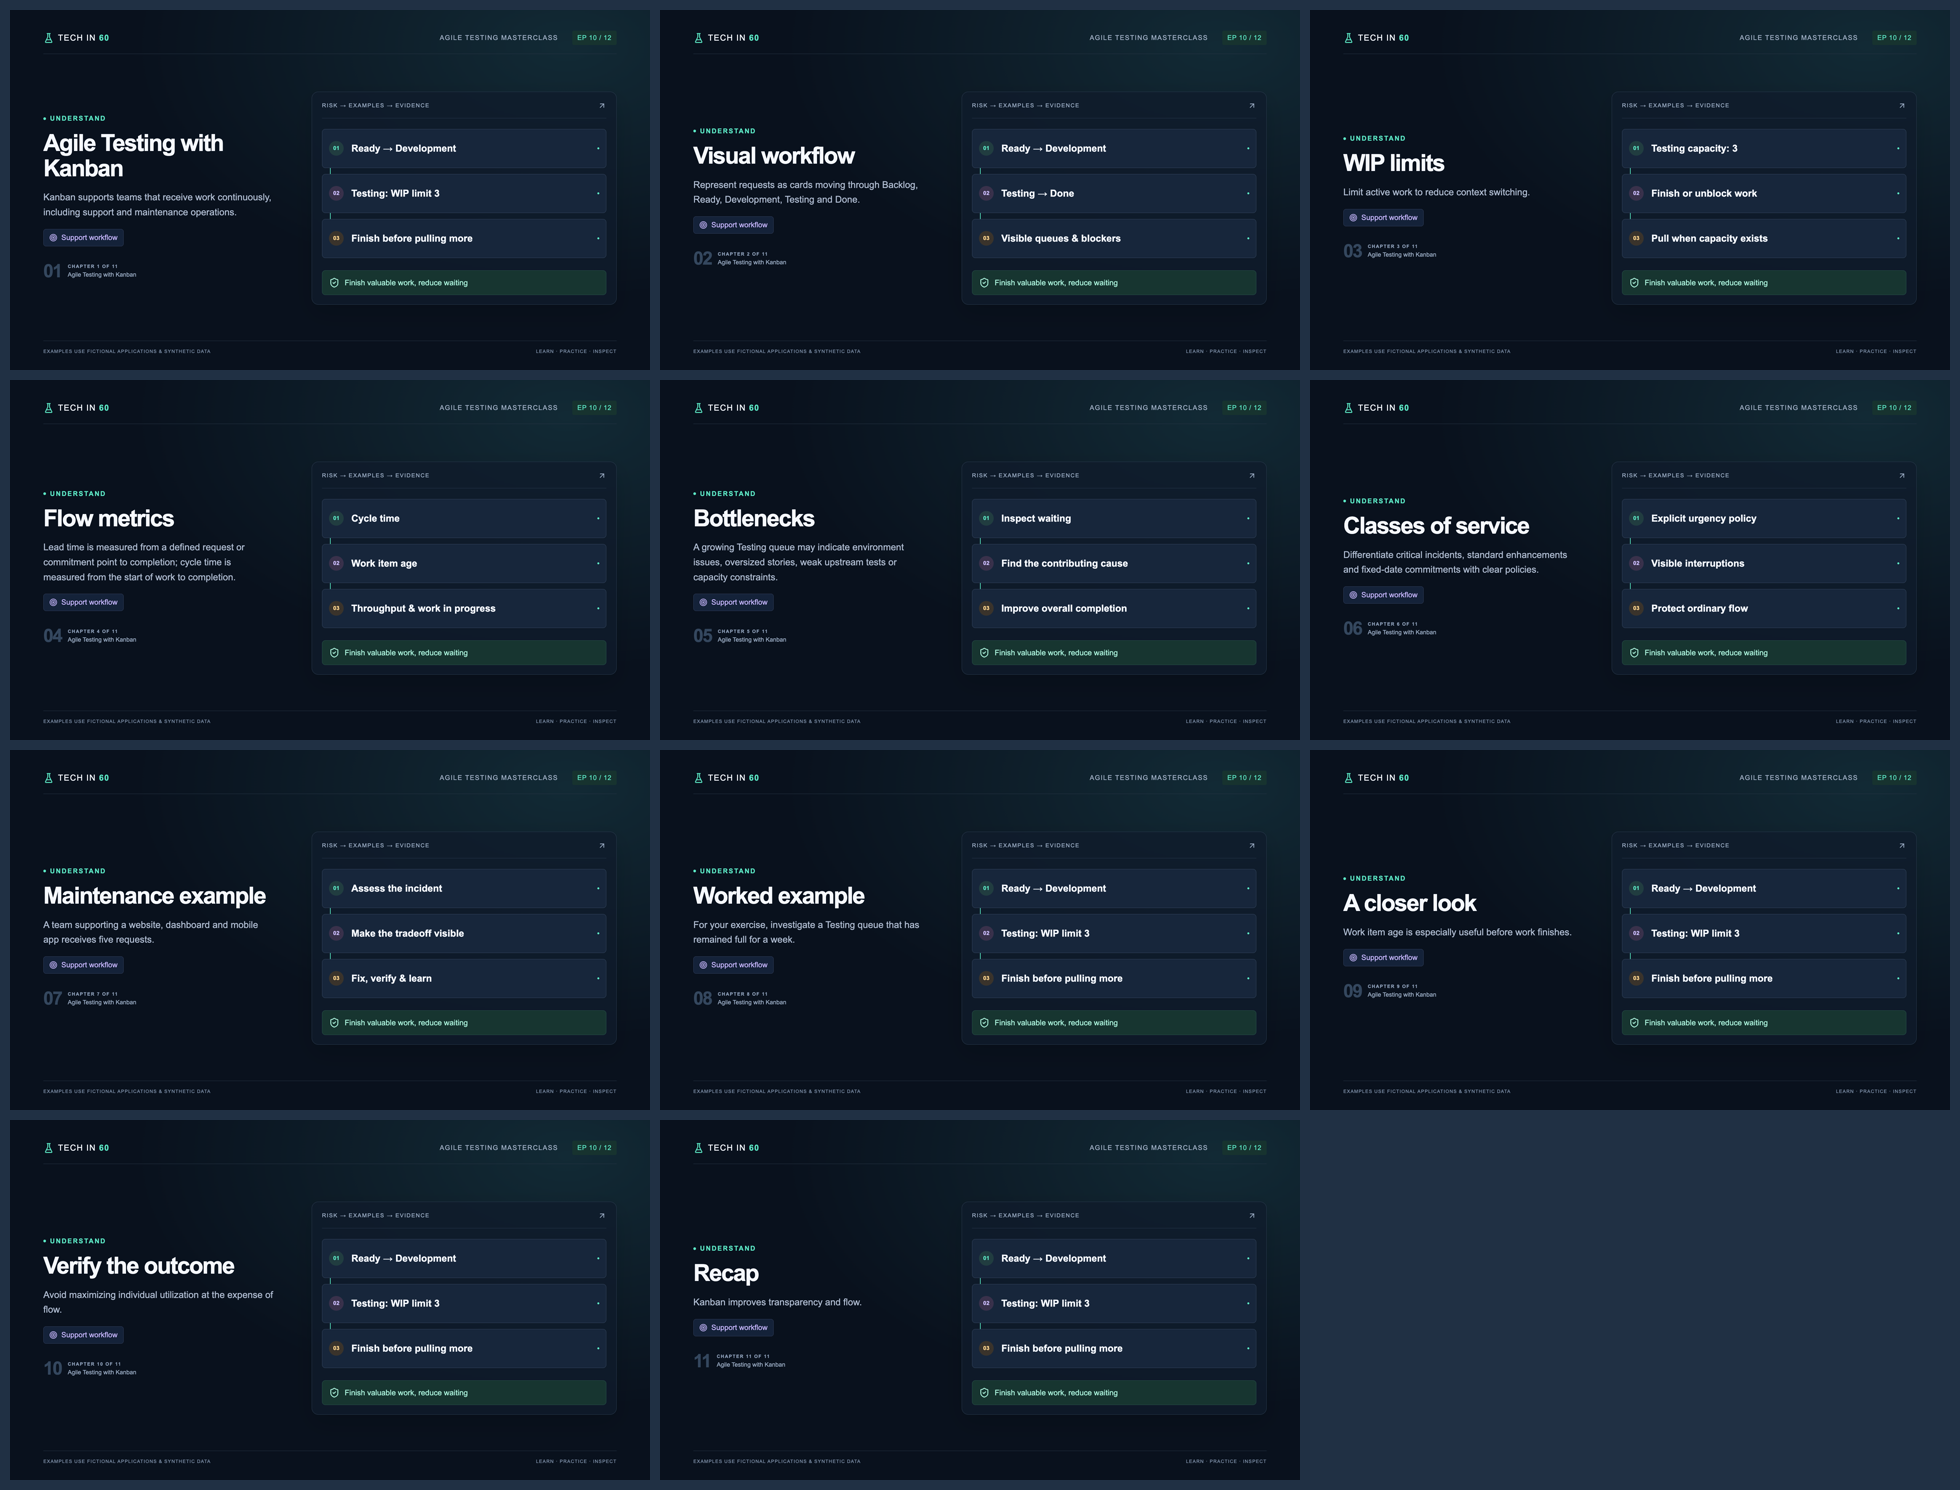 TECH IN 60
AGILE TESTING MASTERCLASS
EP 10 / 12
• UNDERSTAND
Agile Testing with
Kanban
Kanban supports teams that receive work continuously,
including support and maintenance operations.
Support workflow
01
CHAPTER 1 OF 11
Agile Testing with Kanban
RISK → EXAMPLES → EVIDENCE
01 Ready → Development
02 Testing: WIP limit 3
03 Finish before pulling more
Finish valuable work, reduce waiting
EXAMPLES USE FICTIONAL APPLICATIONS & SYNTHETIC DATA
LEARN · PRACTICE · INSPECT
TECH IN 60
AGILE TESTING MASTERCLASS
EP 10 / 12
• UNDERSTAND
Visual workflow
Represent requests as cards moving through Backlog,
Ready, Development, Testing and Done.
Support workflow
02
CHAPTER 2 OF 11
Agile Testing with Kanban
RISK → EXAMPLES → EVIDENCE
01 Ready → Development
02 Testing → Done
03 Visible queues & blockers
Finish valuable work, reduce waiting
EXAMPLES USE FICTIONAL APPLICATIONS & SYNTHETIC DATA
LEARN · PRACTICE · INSPECT
TECH IN 60
AGILE TESTING MASTERCLASS
EP 10 / 12
• UNDERSTAND
WIP limits
Limit active work to reduce context switching.
Support workflow
03
CHAPTER 3 OF 11
Agile Testing with Kanban
RISK → EXAMPLES → EVIDENCE
01 Testing capacity: 3
02 Finish or unblock work
03 Pull when capacity exists
Finish valuable work, reduce waiting
EXAMPLES USE FICTIONAL APPLICATIONS & SYNTHETIC DATA
LEARN · PRACTICE · INSPECT
TECH IN 60
AGILE TESTING MASTERCLASS
EP 10 / 12
• UNDERSTAND
Flow metrics
Lead time is measured from a defined request or
commitment point to completion; cycle time is
measured from the start of work to completion.
Support workflow
04
CHAPTER 4 OF 11
Agile Testing with Kanban
RISK → EXAMPLES → EVIDENCE
01 Cycle time
02 Work item age
03 Throughput & work in progress
Finish valuable work, reduce waiting
EXAMPLES USE FICTIONAL APPLICATIONS & SYNTHETIC DATA
LEARN · PRACTICE · INSPECT
TECH IN 60
AGILE TESTING MASTERCLASS
EP 10 / 12
• UNDERSTAND
Bottlenecks
A growing Testing queue may indicate environment
issues, oversized stories, weak upstream tests or
capacity constraints.
Support workflow
05
CHAPTER 5 OF 11
Agile Testing with Kanban
RISK → EXAMPLES → EVIDENCE
01 Inspect waiting
02 Find the contributing cause
03 Improve overall completion
Finish valuable work, reduce waiting
EXAMPLES USE FICTIONAL APPLICATIONS & SYNTHETIC DATA
LEARN · PRACTICE · INSPECT
TECH IN 60
AGILE TESTING MASTERCLASS
EP 10 / 12
• UNDERSTAND
Classes of service
Differentiate critical incidents, standard enhancements
and fixed-date commitments with clear policies.
Support workflow
06
CHAPTER 6 OF 11
Agile Testing with Kanban
RISK → EXAMPLES → EVIDENCE
01 Explicit urgency policy
02 Visible interruptions
03 Protect ordinary flow
Finish valuable work, reduce waiting
EXAMPLES USE FICTIONAL APPLICATIONS & SYNTHETIC DATA
LEARN · PRACTICE · INSPECT
TECH IN 60
AGILE TESTING MASTERCLASS
EP 10 / 12
• UNDERSTAND
Maintenance example
A team supporting a website, dashboard and mobile
app receives five requests.
Support workflow
07
CHAPTER 7 OF 11
Agile Testing with Kanban
RISK → EXAMPLES → EVIDENCE
01 Assess the incident
02 Make the tradeoff visible
03 Fix, verify & learn
Finish valuable work, reduce waiting
EXAMPLES USE FICTIONAL APPLICATIONS & SYNTHETIC DATA
LEARN · PRACTICE · INSPECT
TECH IN 60
AGILE TESTING MASTERCLASS
EP 10 / 12
• UNDERSTAND
Worked example
For your exercise, investigate a Testing queue that has
remained full for a week.
Support workflow
08
CHAPTER 8 OF 11
Agile Testing with Kanban
RISK → EXAMPLES → EVIDENCE
01 Ready → Development
02 Testing: WIP limit 3
03 Finish before pulling more
Finish valuable work, reduce waiting
EXAMPLES USE FICTIONAL APPLICATIONS & SYNTHETIC DATA
LEARN · PRACTICE · INSPECT
TECH IN 60
AGILE TESTING MASTERCLASS
EP 10 / 12
• UNDERSTAND
A closer look
Work item age is especially useful before work finishes.
Support workflow
09
CHAPTER 9 OF 11
Agile Testing with Kanban
RISK → EXAMPLES → EVIDENCE
01 Ready → Development
02 Testing: WIP limit 3
03 Finish before pulling more
Finish valuable work, reduce waiting
EXAMPLES USE FICTIONAL APPLICATIONS & SYNTHETIC DATA
LEARN · PRACTICE · INSPECT
TECH IN 60
AGILE TESTING MASTERCLASS
EP 10 / 12
• UNDERSTAND
Verify the outcome
Avoid maximizing individual utilization at the expense of
flow.
Support workflow
10
CHAPTER 10 OF 11
Agile Testing with Kanban
RISK → EXAMPLES → EVIDENCE
01 Ready → Development
02 Testing: WIP limit 3
03 Finish before pulling more
Finish valuable work, reduce waiting
EXAMPLES USE FICTIONAL APPLICATIONS & SYNTHETIC DATA
LEARN · PRACTICE · INSPECT
TECH IN 60
AGILE TESTING MASTERCLASS
EP 10 / 12
• UNDERSTAND
Recap
Kanban improves transparency and flow.
Support workflow
11
CHAPTER 11 OF 11
Agile Testing with Kanban
RISK → EXAMPLES → EVIDENCE
01 Ready → Development
02 Testing: WIP limit 3
03 Finish before pulling more
Finish valuable work, reduce waiting
EXAMPLES USE FICTIONAL APPLICATIONS & SYNTHETIC DATA
LEARN · PRACTICE · INSPECT